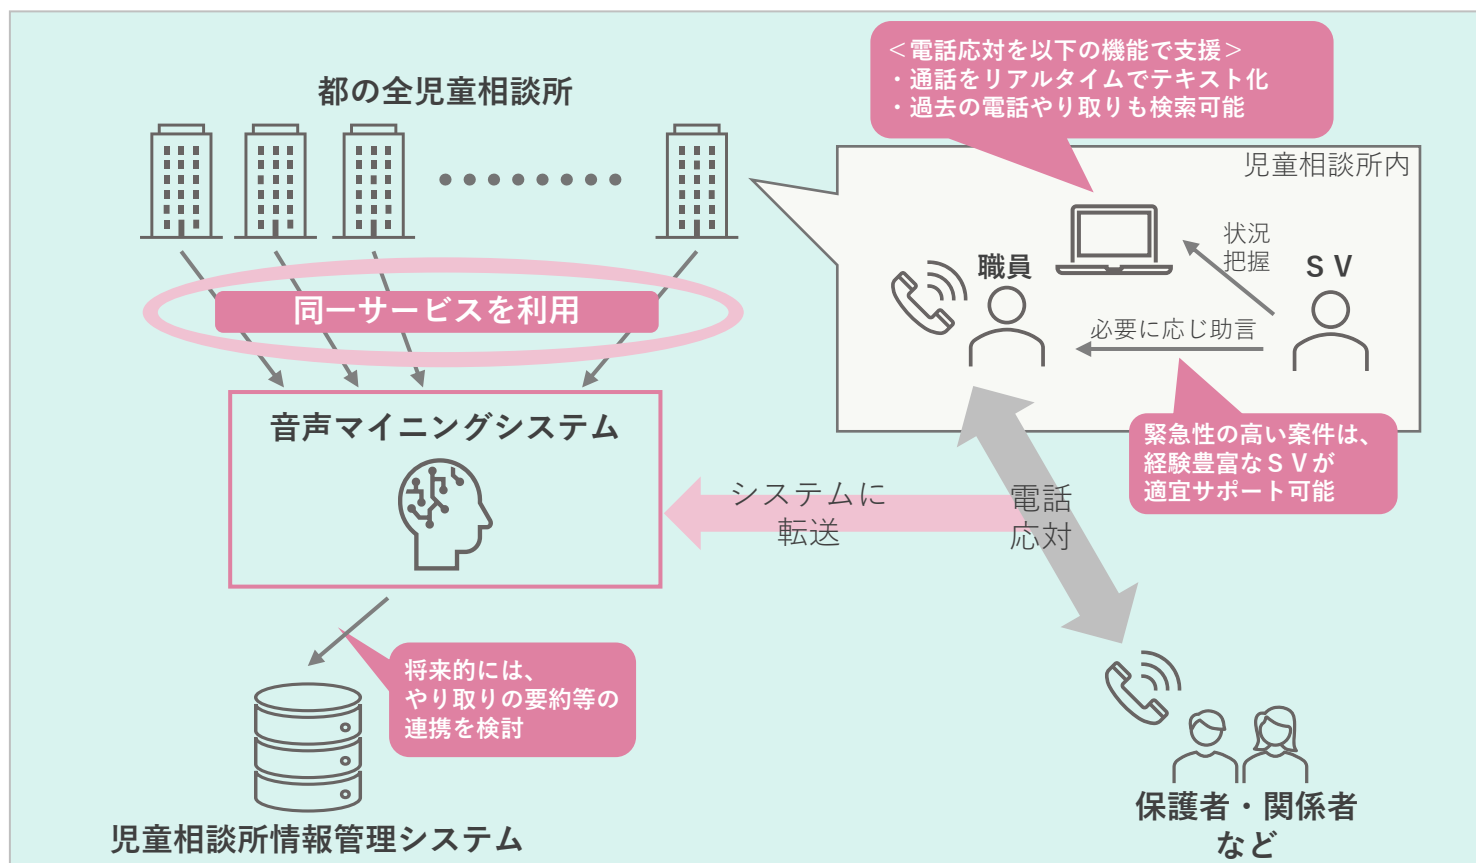 ＜電話応対を以下の機能で支援＞
・通話をリアルタイムでテキスト化
・過去の電話やり取りも検索可能
都の全児童相談所
児童相談所内
状況
把握
職員
ＳＶ
同一サービスを利用
必要に応じ助言
音声マイニングシステム
緊急性の高い案件は、
経験豊富なＳＶが
適宜サポート可能
システムに
転送
電話
応対
将来的には、
やり取りの要約等の
連携を検討
児童相談所情報管理システム
保護者・関係者
など